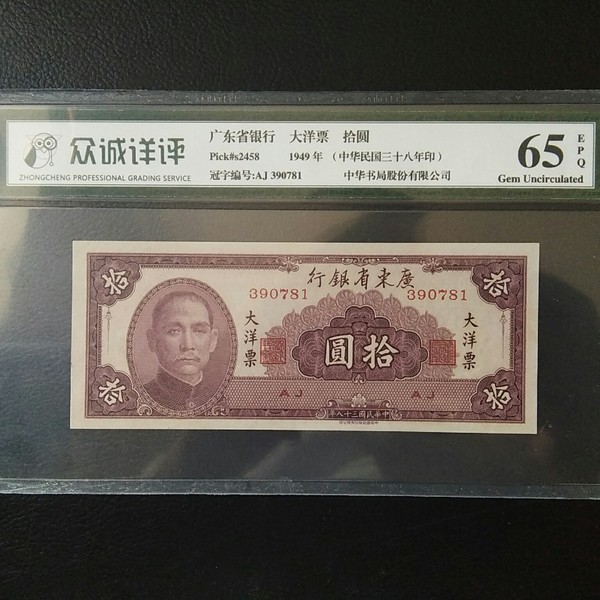 众诚详评
ZHONGCHENG PROFESSIONAL GRADING SERVICE
广东省银行 大洋票 拾圆
Pick#s2458 1949 年 （中华民国三十八年印）
冠字编号:AJ 390781 中华书局股份有限公司
65
EPQ
Gem Uncirculated
行銀省東廣
390781 390781
拾 拾
大洋票 大洋票
圓拾
AJ AJ
拾 拾
年八十三國民華中